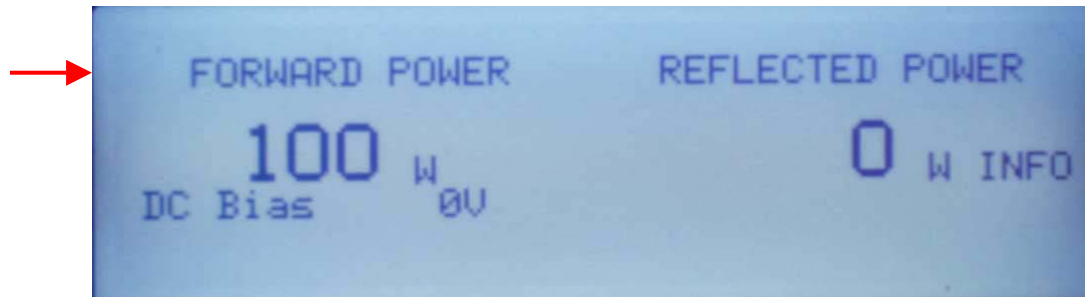 FORWARD POWER REFLECTED POWER
100 W 0 W INFO
DC Bias 0V